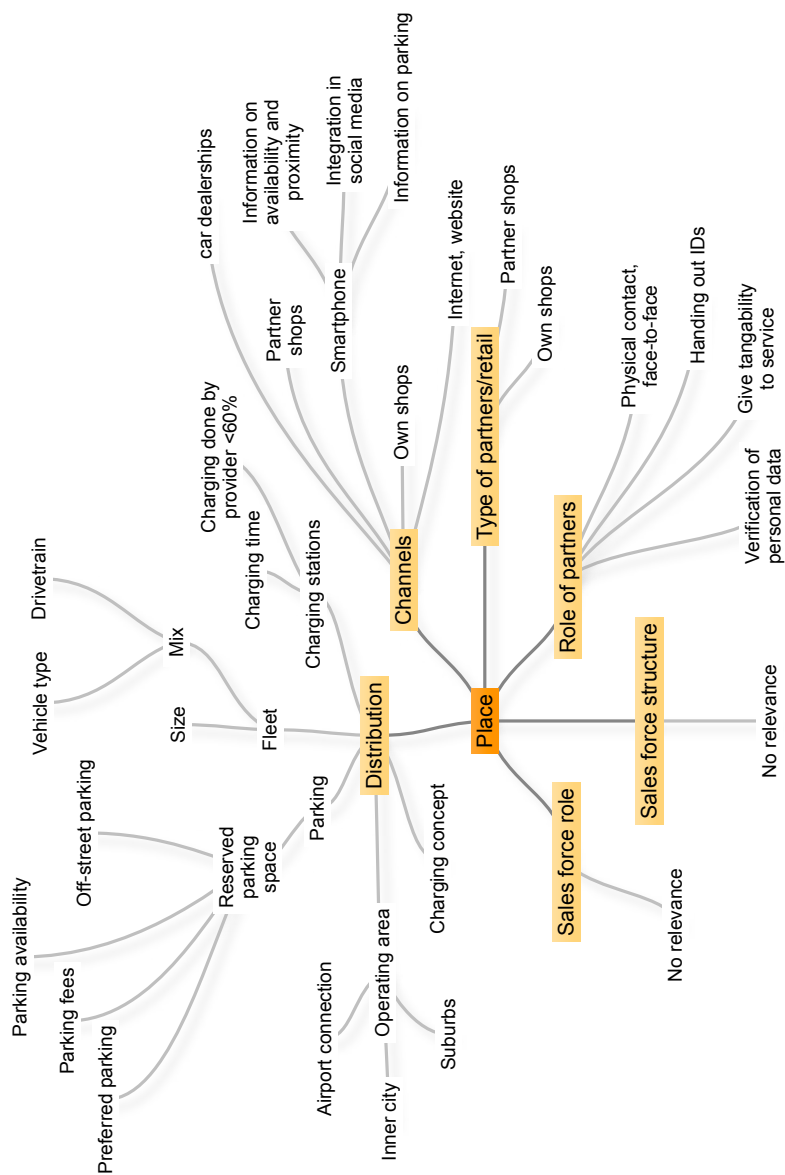 Place
Distribution
Parking
Reserved
parking
space
Off-street parking
Parking availability
Parking fees
Preferred parking
Operating area
Airport connection
Inner city
Suburbs
Charging concept
Fleet
Size
Mix
Vehicle type
Drivetrain
Charging stations
Charging time
Charging done by
provider <60%
Channels
car dealerships
Partner
shops
Smartphone
Information on
availability and
proximity
Integration in
social media
Information on parking
Own shops
Internet, website
Type of partners/retail
Partner shops
Own shops
Role of partners
Physical contact,
face-to-face
Handing out IDs
Give tangability
to service
Verification of
personal data
Sales force structure
No relevance
Sales force role
No relevance